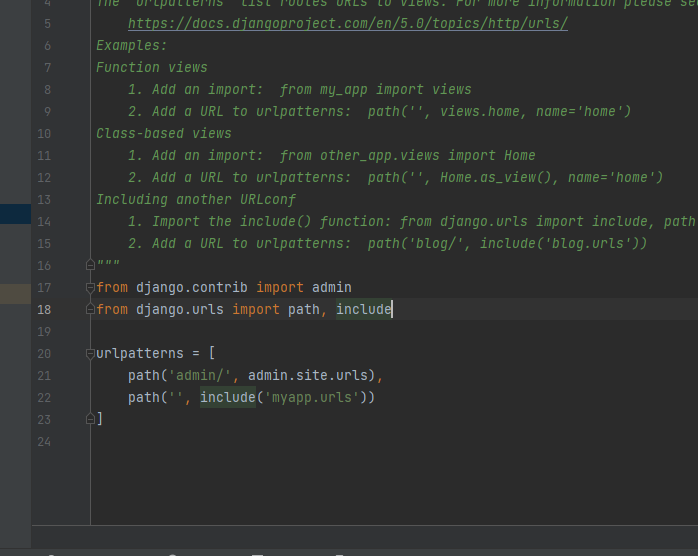 4 The `urlpatterns` list routes URLs to views. For more information please see
5 https://docs.djangoproject.com/en/5.0/topics/http/urls/
6 Examples:
7 Function views
8 1. Add an import:  from my_app import views
9 2. Add a URL to urlpatterns:  path('', views.home, name='home')
10 Class-based views
11 1. Add an import:  from other_app.views import Home
12 2. Add a URL to urlpatterns:  path('', Home.as_view(), name='home')
13 Including another URLconf
14 1. Import the include() function: from django.urls import include, path
15 2. Add a URL to urlpatterns:  path('blog/', include('blog.urls'))
16 """
17 from django.contrib import admin
18 from django.urls import path, include
19
20 urlpatterns = [
21 path('admin/', admin.site.urls),
22 path('', include('myapp.urls'))
23 ]
24